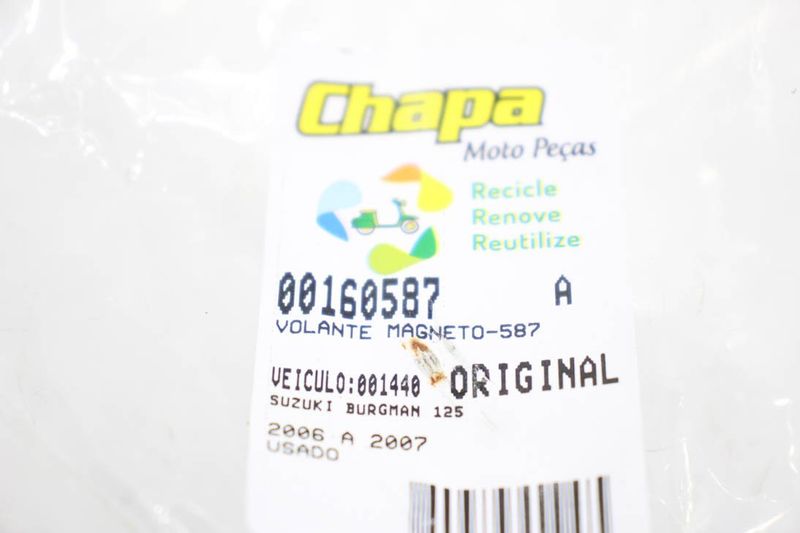 Chapa
Moto Peças
Recicle
Renove
Reutilize
00160587 A
VOLANTE MAGNETO-587
VEICULO:001440 ORIGINAL
SUZUKI BURGMAN 125
2006 A 2007
USADO